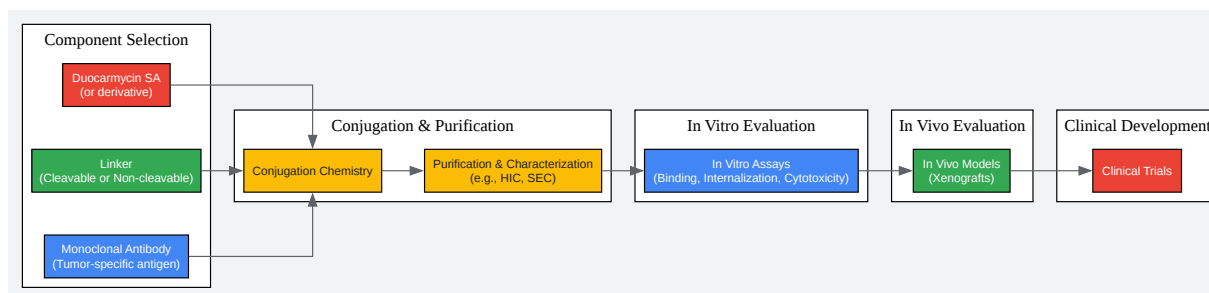 Component Selection
Duocarmycin SA
(or derivative)
Linker
(Cleavable or Non-cleavable)
Monoclonal Antibody
(Tumor-specific antigen)
Conjugation & Purification
Conjugation Chemistry
Purification & Characterization
(e.g., HIC, SEC)
In Vitro Evaluation
In Vitro Assays
(Binding, Internalization, Cytotoxicity)
In Vivo Evaluation
In Vivo Models
(Xenografts)
Clinical Development
Clinical Trials